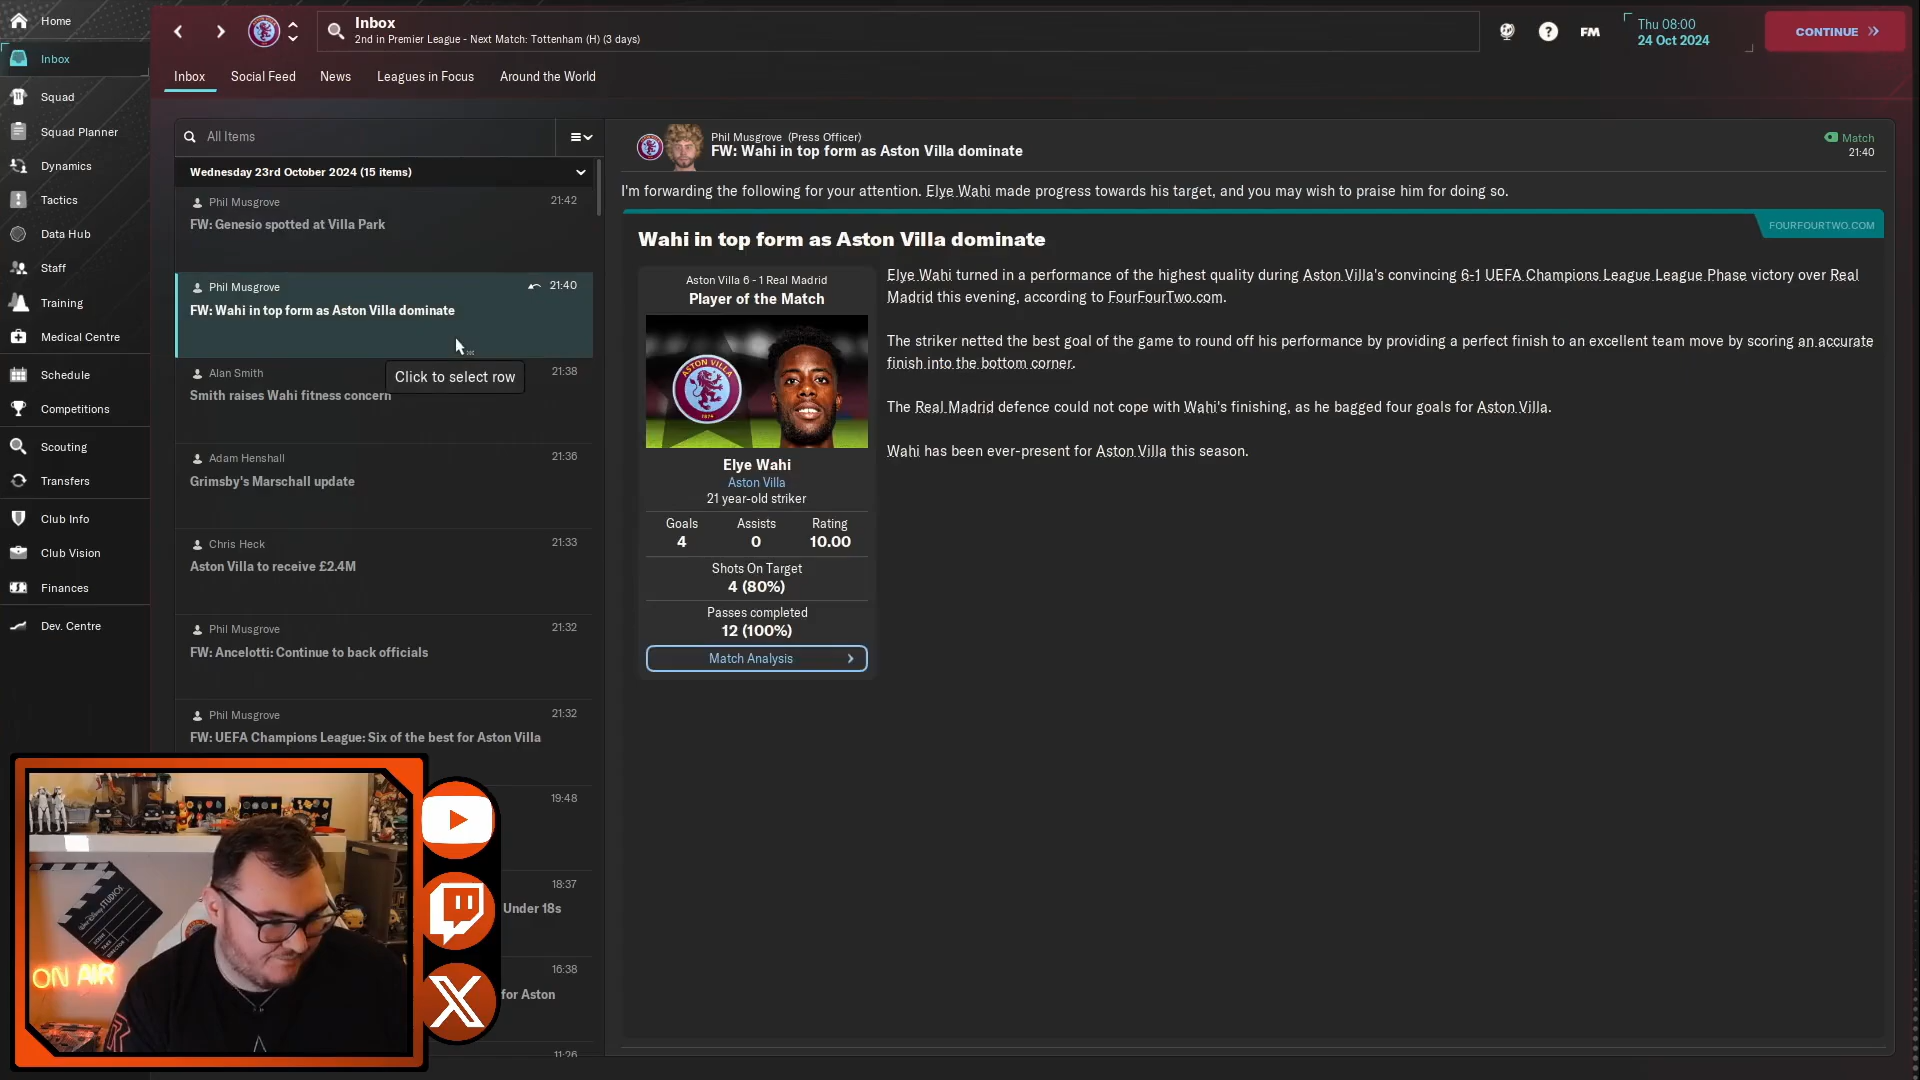 Home
Inbox
Squad
Squad Planner
Dynamics
Tactics
Data Hub
Staff
Training
Medical Centre
Schedule
Competitions
Scouting
Transfers
Club Info
Club Vision
Finances
Dev. Centre
Inbox
2nd in Premier League - Next Match: Tottenham (H) (3 days)
FM
Thu 08:00
24 Oct 2024
CONTINUE
Inbox Social Feed News Leagues in Focus Around the World
All Items
Wednesday 23rd October 2024 (15 items)
Phil Musgrove 21:42
FW: Genesio spotted at Villa Park
Phil Musgrove 21:40
FW: Wahi in top form as Aston Villa dominate
Click to select row
Alan Smith 21:38
Smith raises Wahi fitness concern
Adam Henshall 21:36
Grimsby's Marschall update
Chris Heck 21:33
Aston Villa to receive £2.4M
Phil Musgrove 21:32
FW: Ancelotti: Continue to back officials
Phil Musgrove 21:32
FW: UEFA Champions League: Six of the best for Aston Villa
19:48
18:37
Under 18s
16:38
for Aston
11:26
Phil Musgrove (Press Officer)
FW: Wahi in top form as Aston Villa dominate
Match
21:40
I'm forwarding the following for your attention. Elye Wahi made progress towards his target, and you may wish to praise him for doing so.
FOURFOURTWO.COM
Wahi in top form as Aston Villa dominate
Aston Villa 6 - 1 Real Madrid
Player of the Match
ASTON VILLA
1874
Elye Wahi
Aston Villa
21 year-old striker
Goals Assists Rating
4 0 10.00
Shots On Target
4 (80%)
Passes completed
12 (100%)
Match Analysis
Elye Wahi turned in a performance of the highest quality during Aston Villa's convincing 6-1 UEFA Champions League League Phase victory over Real
Madrid this evening, according to FourFourTwo.com.
The striker netted the best goal of the game to round off his performance by providing a perfect finish to an excellent team move by scoring an accurate
finish into the bottom corner.
The Real Madrid defence could not cope with Wahi's finishing, as he bagged four goals for Aston Villa.
Wahi has been ever-present for Aston Villa this season.
ON AIR